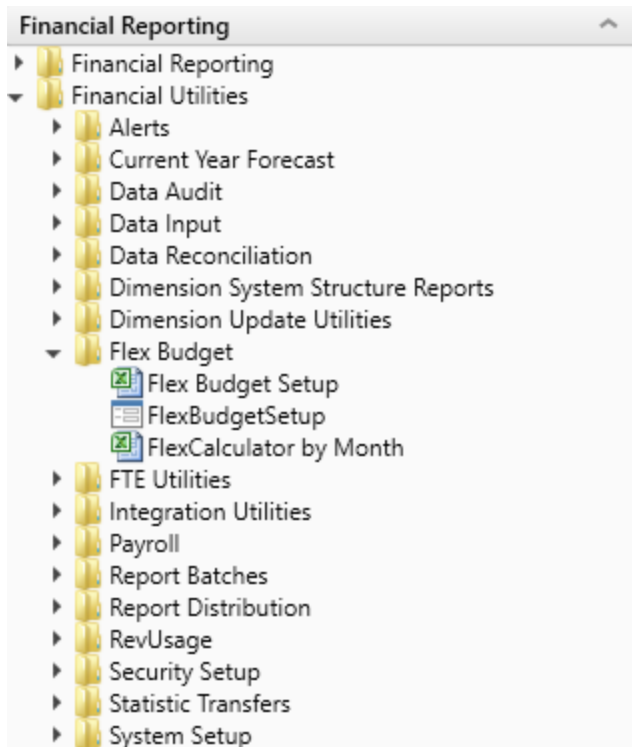 Financial Reporting
Financial Reporting
Financial Utilities
Alerts
Current Year Forecast
Data Audit
Data Input
Data Reconciliation
Dimension System Structure Reports
Dimension Update Utilities
Flex Budget
Flex Budget Setup
FlexBudgetSetup
FlexCalculator by Month
FTE Utilities
Integration Utilities
Payroll
Report Batches
Report Distribution
RevUsage
Security Setup
Statistic Transfers
System Setup